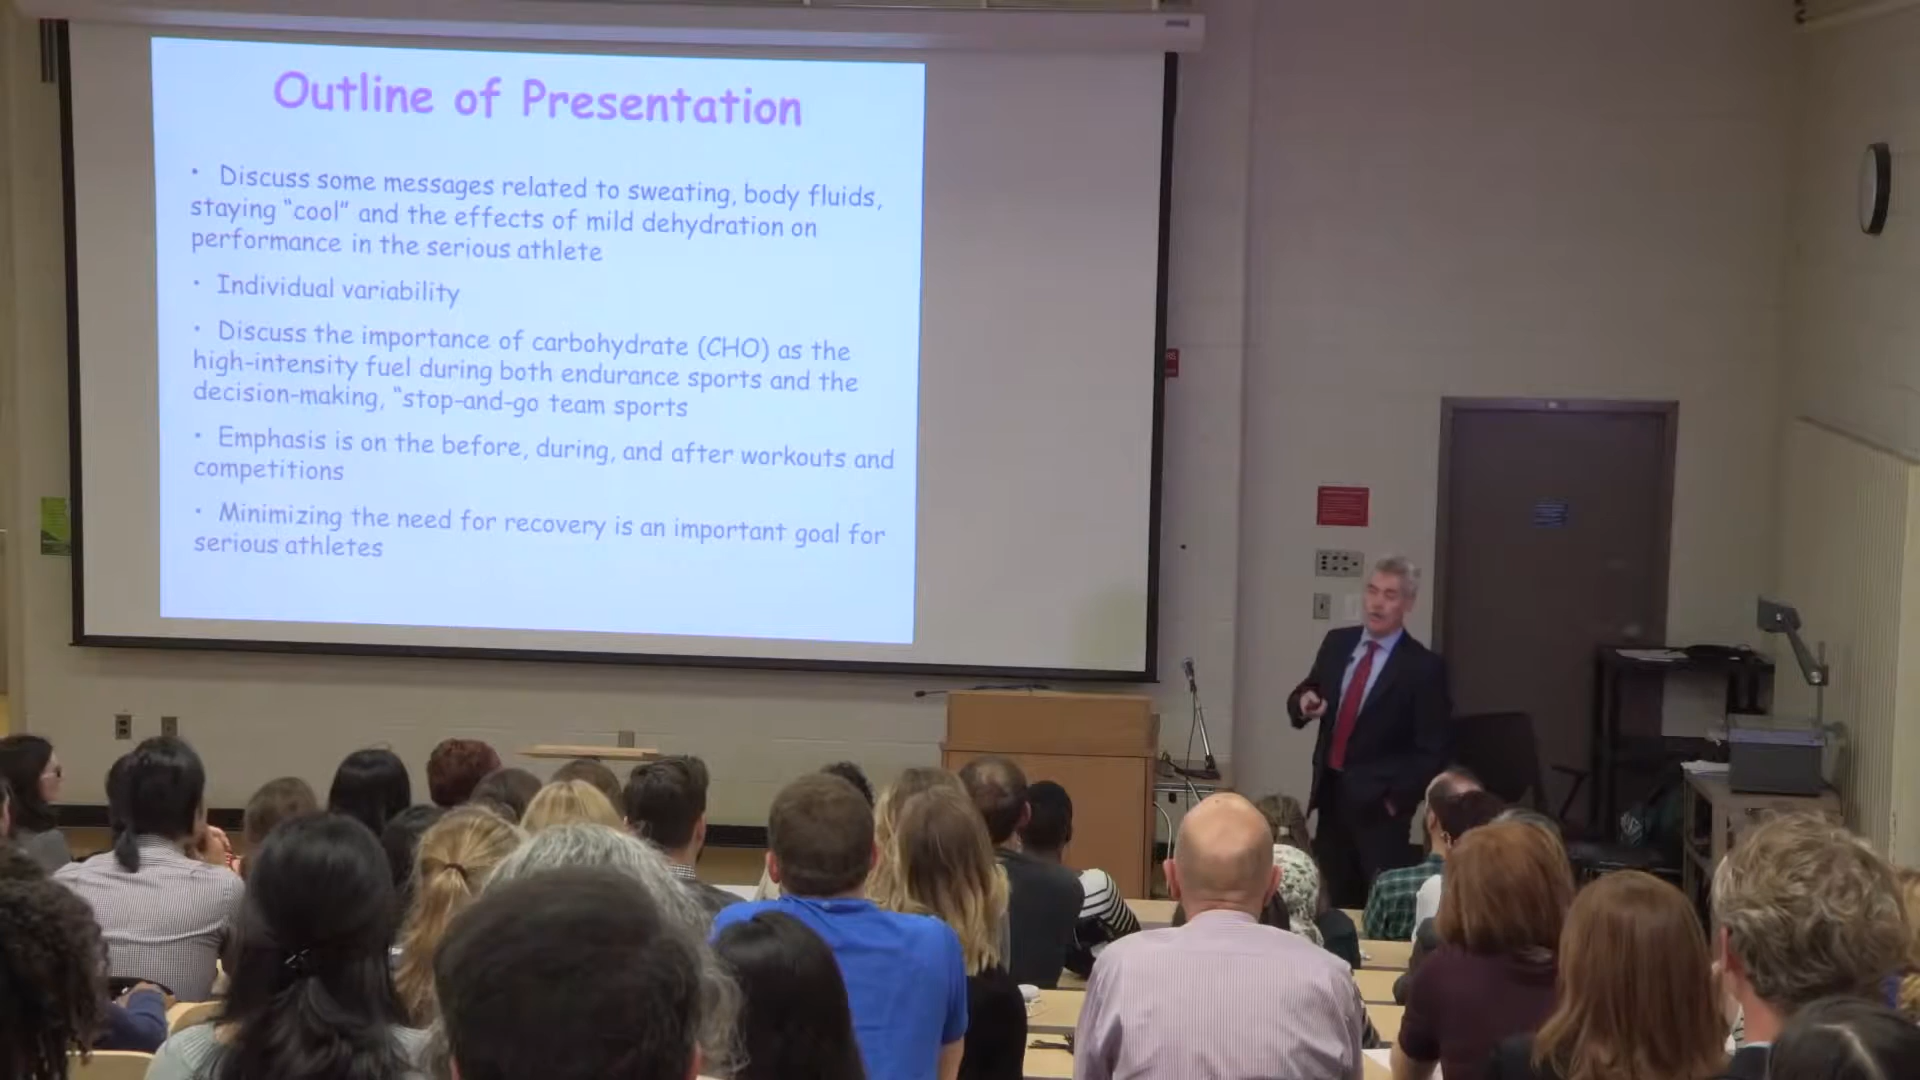 Outline of Presentation
• Discuss some messages related to sweating, body fluids,
staying “cool” and the effects of mild dehydration on
performance in the serious athlete
• Individual variability
• Discuss the importance of carbohydrate (CHO) as the
high-intensity fuel during both endurance sports and the
decision-making, “stop-and-go team sports
• Emphasis is on the before, during, and after workouts and
competitions
• Minimizing the need for recovery is an important goal for
serious athletes